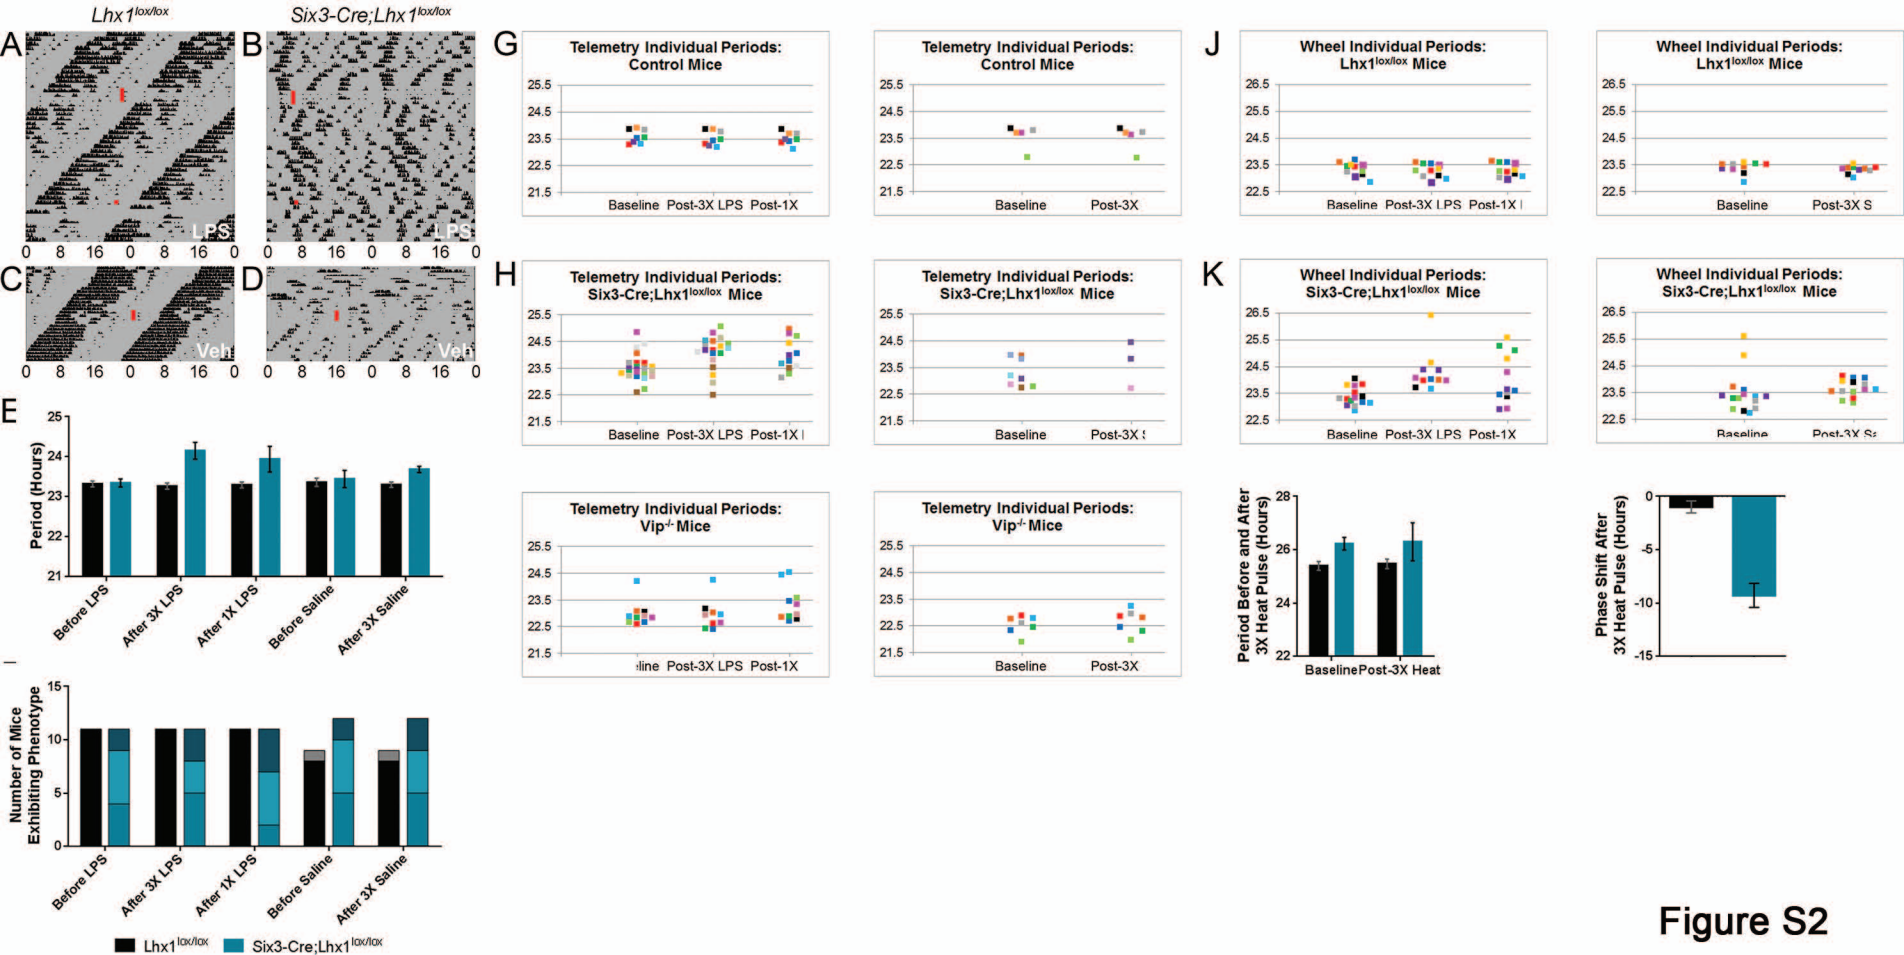 Lhx1lox/lox
Six3-Cre;Lhx1lox/lox
A
B
LPS
LPS
0 8 16 0 8 16 0
0 8 16 0 8 16 0
C
D
Veh
Veh
0 8 16 0 8 16 0
0 8 16 0 8 16 0
E
Period (Hours)
25
24
23
22
21
Before LPS
After 3X LPS
After 1X LPS
Before Saline
After 3X Saline
Number of Mice
Exhibiting Phenotype
15
10
5
0
Before LPS
After 3X LPS
After 1X LPS
Before Saline
After 3X Saline
Lhx1lox/lox
Six3-Cre;Lhx1lox/lox
G
Telemetry Individual Periods:
Control Mice
25.5
24.5
23.5
22.5
21.5
Baseline Post-3X LPS Post-1X
Telemetry Individual Periods:
Control Mice
25.5
24.5
23.5
22.5
21.5
Baseline Post-3X
H
Telemetry Individual Periods:
Six3-Cre;Lhx1lox/lox Mice
25.5
24.5
23.5
22.5
21.5
Baseline Post-3X LPS Post-1X
Telemetry Individual Periods:
Six3-Cre;Lhx1lox/lox Mice
25.5
24.5
23.5
22.5
21.5
Baseline Post-3X
Telemetry Individual Periods:
Vip-/- Mice
25.5
24.5
23.5
22.5
21.5
line Post-3X LPS Post-1X
Telemetry Individual Periods:
Vip-/- Mice
25.5
24.5
23.5
22.5
21.5
Baseline Post-3X
J
Wheel Individual Periods:
Lhx1lox/lox Mice
26.5
25.5
24.5
23.5
22.5
Baseline Post-3X LPS Post-1X
Wheel Individual Periods:
Lhx1lox/lox Mice
26.5
25.5
24.5
23.5
22.5
Baseline Post-3X S
K
Wheel Individual Periods:
Six3-Cre;Lhx1lox/lox Mice
26.5
25.5
24.5
23.5
22.5
Baseline Post-3X LPS Post-1X
Wheel Individual Periods:
Six3-Cre;Lhx1lox/lox Mice
26.5
25.5
24.5
23.5
22.5
Baseline Post-3X Sa
Period Before and After
3X Heat Pulse (Hours)
28
26
24
22
Baseline Post-3X Heat
Phase Shift After
3X Heat Pulse (Hours)
0
-5
-10
-15
Figure S2